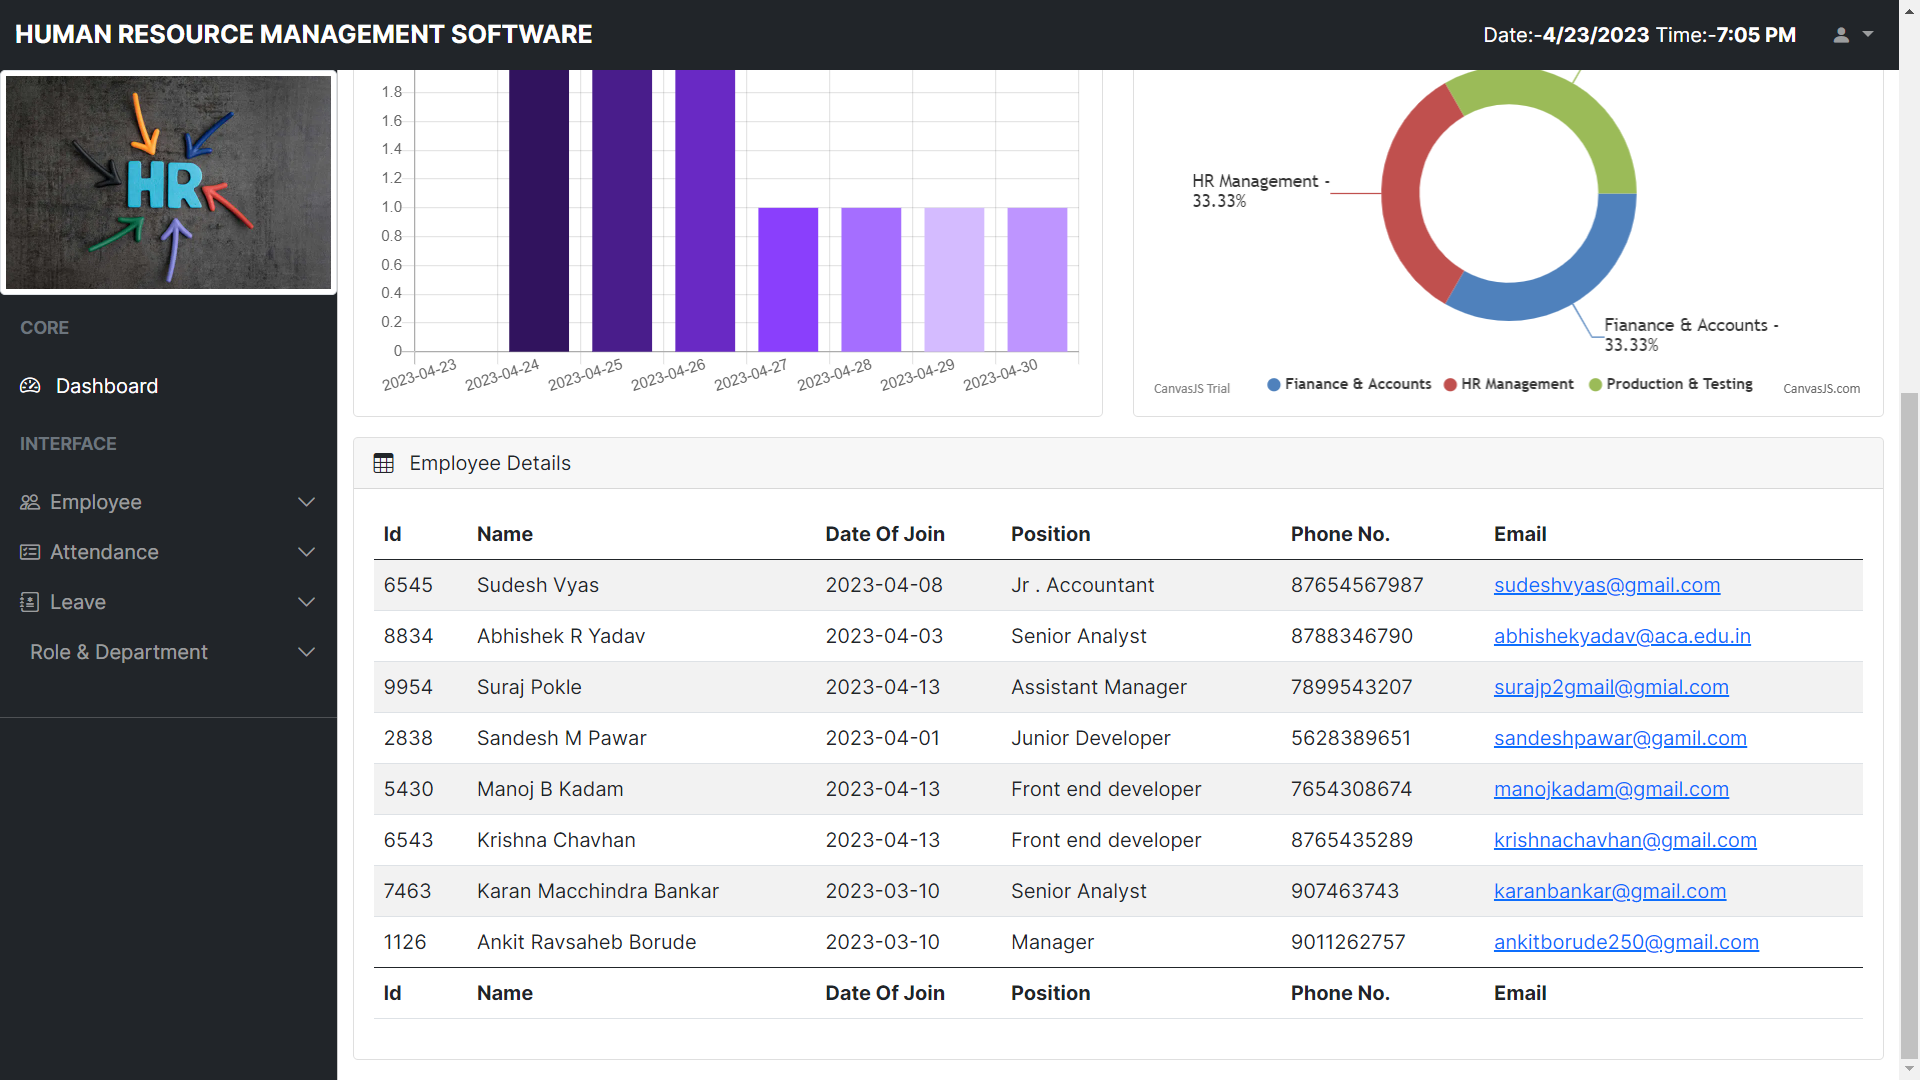 HUMAN RESOURCE MANAGEMENT SOFTWARE
Date:-4/23/2023 Time:-7:05 PM
HR
CORE
Dashboard
INTERFACE
Employee
Attendance
Leave
Role & Department
1.8
1.6
1.4
1.2
1.0
0.8
0.6
0.4
0.2
0
2023-04-23 2023-04-24 2023-04-25 2023-04-26 2023-04-27 2023-04-28 2023-04-29 2023-04-30
HR Management -
33.33%
Fianance & Accounts -
33.33%
CanvasJS Trial
Fianance & Accounts HR Management Production & Testing
CanvasJS.com
Employee Details
Id Name Date Of Join Position Phone No. Email
6545 Sudesh Vyas 2023-04-08 Jr . Accountant 87654567987 sudeshvyas@gmail.com
8834 Abhishek R Yadav 2023-04-03 Senior Analyst 8788346790 abhishekyadav@aca.edu.in
9954 Suraj Pokle 2023-04-13 Assistant Manager 7899543207 surajp2gmail@gmial.com
2838 Sandesh M Pawar 2023-04-01 Junior Developer 5628389651 sandeshpawar@gamil.com
5430 Manoj B Kadam 2023-04-13 Front end developer 7654308674 manojkadam@gmail.com
6543 Krishna Chavhan 2023-04-13 Front end developer 8765435289 krishnachavhan@gmail.com
7463 Karan Macchindra Bankar 2023-03-10 Senior Analyst 907463743 karanbankar@gmail.com
1126 Ankit Ravsaheb Borude 2023-03-10 Manager 9011262757 ankitborude250@gmail.com
Id Name Date Of Join Position Phone No. Email